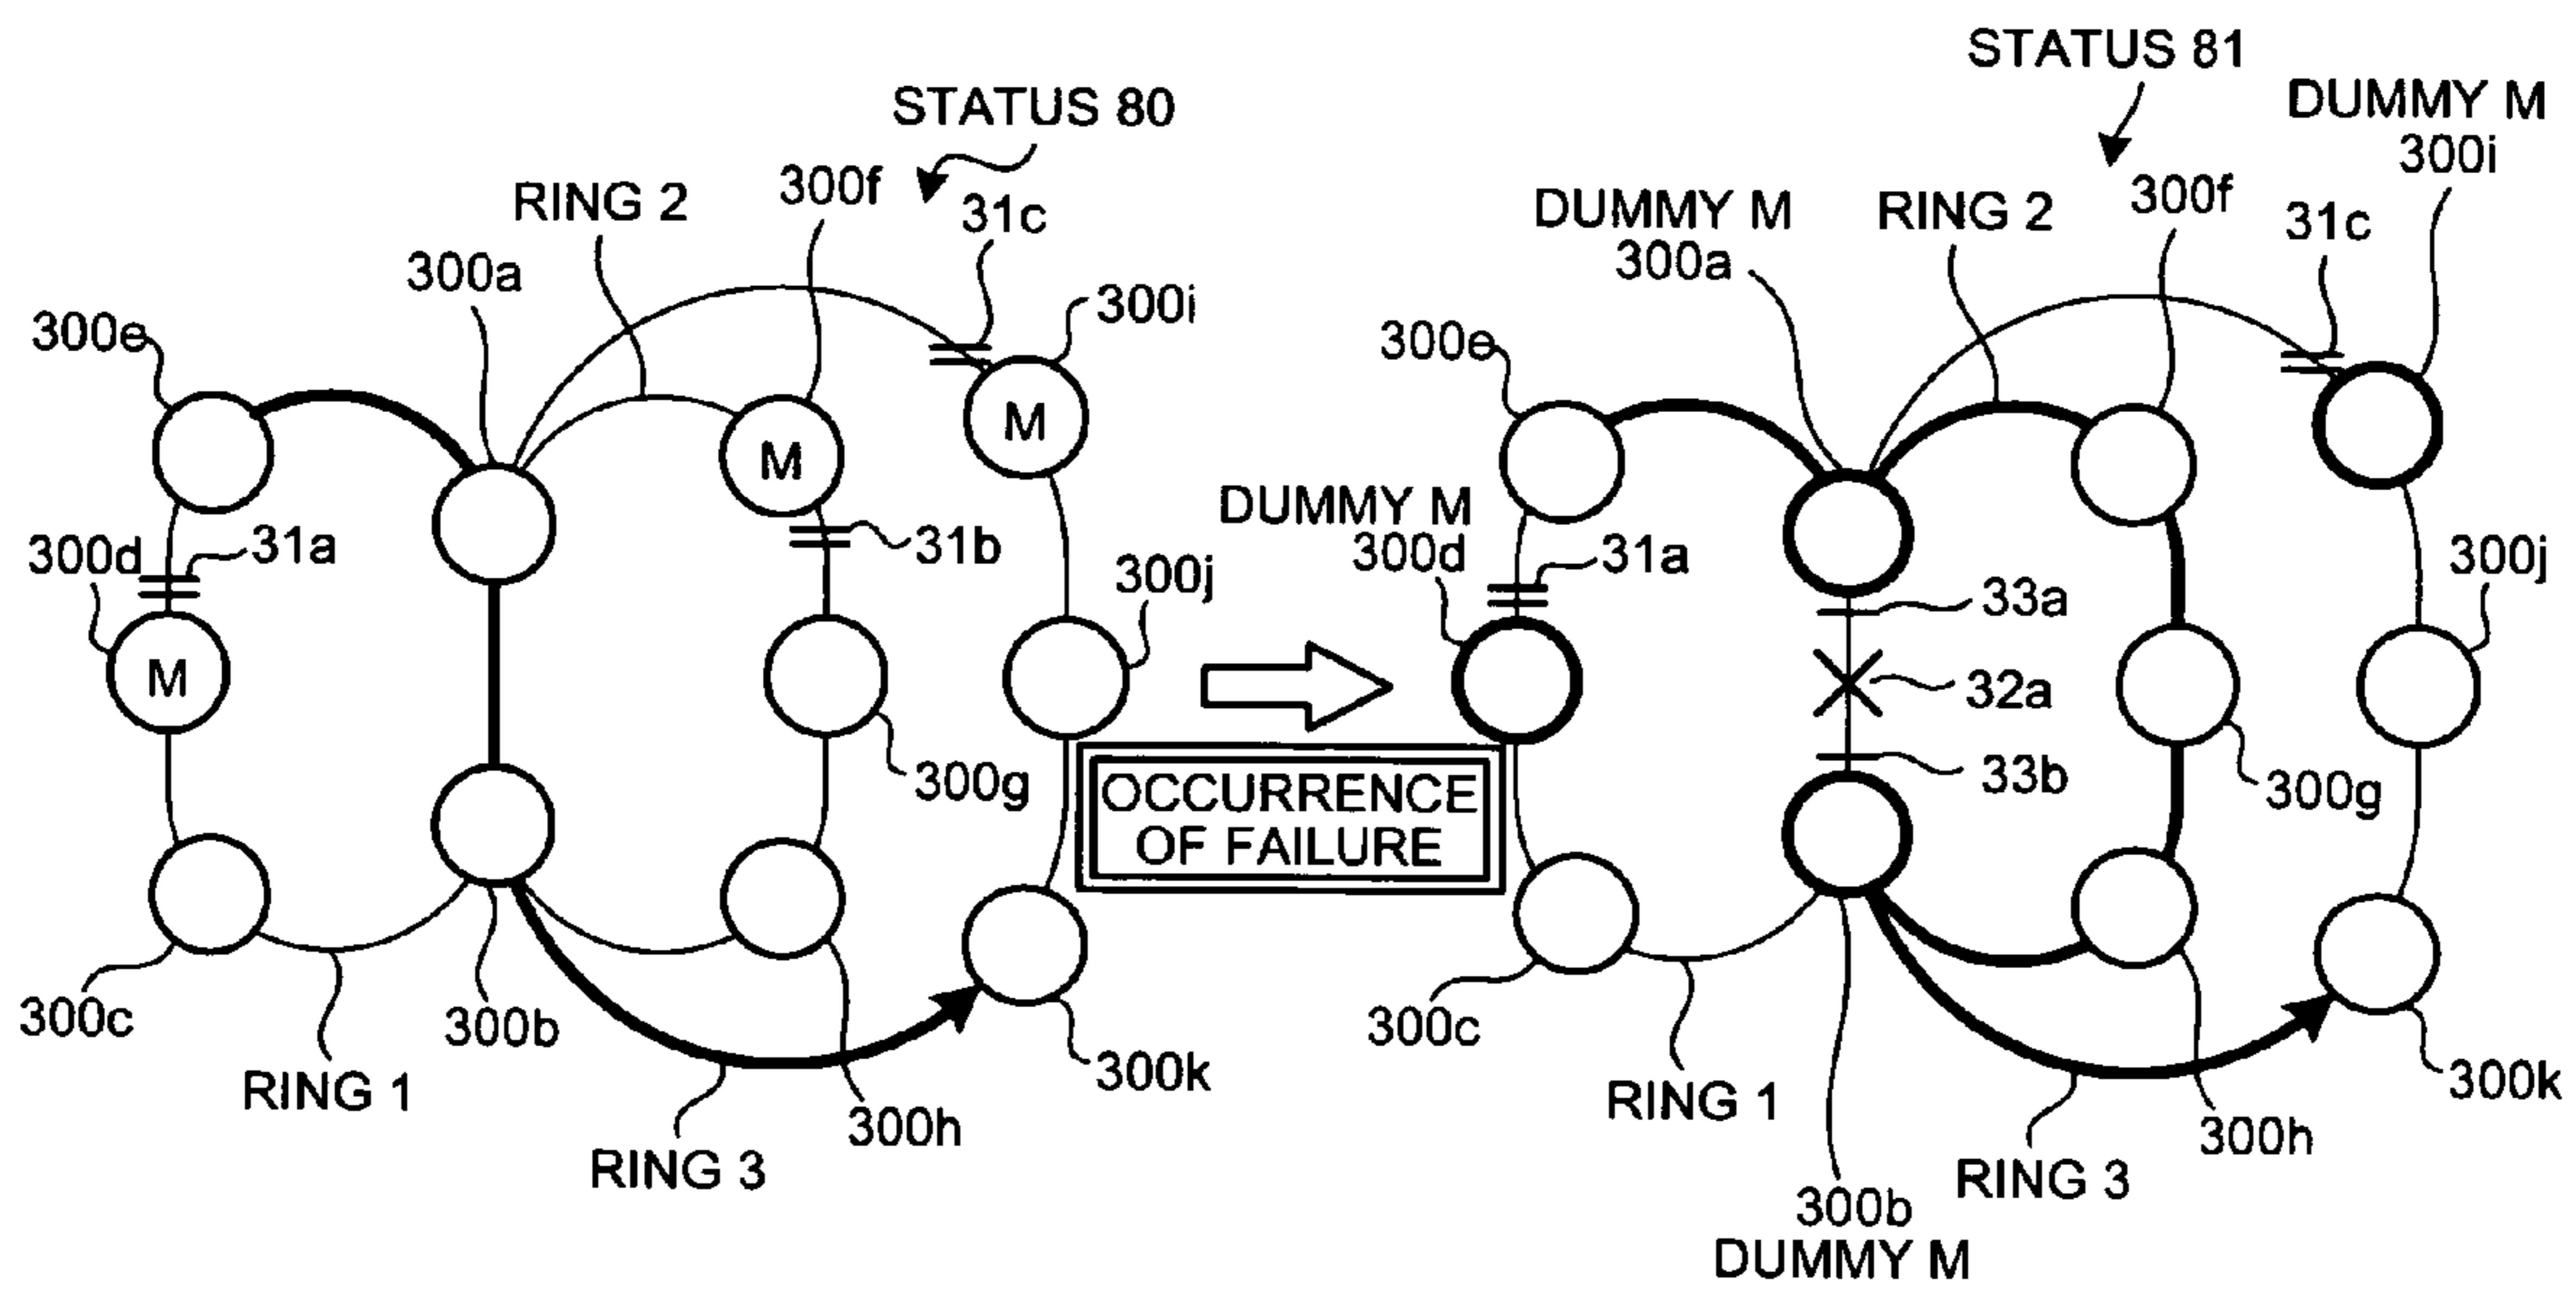 STATUS 80
RING 2
300f
31c
300a
300i
300e
M
M
300d
31a
31b
300j
M
300g
300c
300b
RING 1
300k
300h
RING 3
OCCURRENCE
OF FAILURE
STATUS 81
DUMMY M
300i
300f
DUMMY M
300a
RING 2
31c
300e
DUMMY M
300d
31a
33a
300j
32a
33b
300g
300c
RING 1
300k
300h
RING 3
300b
DUMMY M